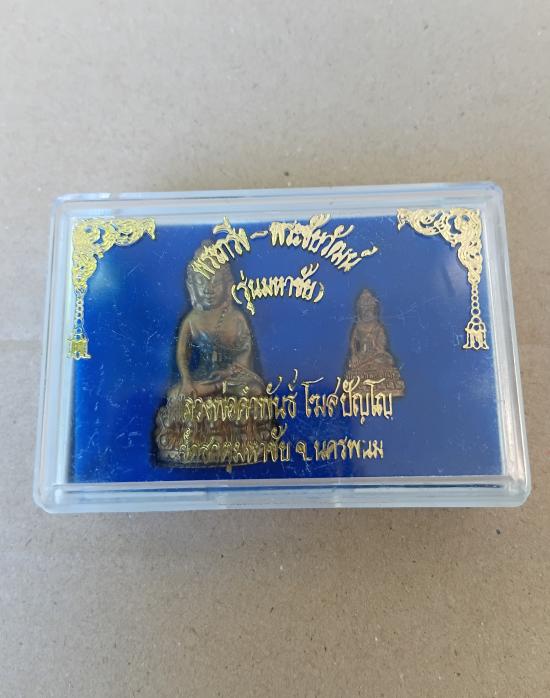 พระกริ่ง - พระชัยวัฒน์
(รุ่นมหาชัย)
หลวงพ่อคำพันธ์ โฆสปัญโญ
วัดธาตุมหาชัย จ.นครพนม